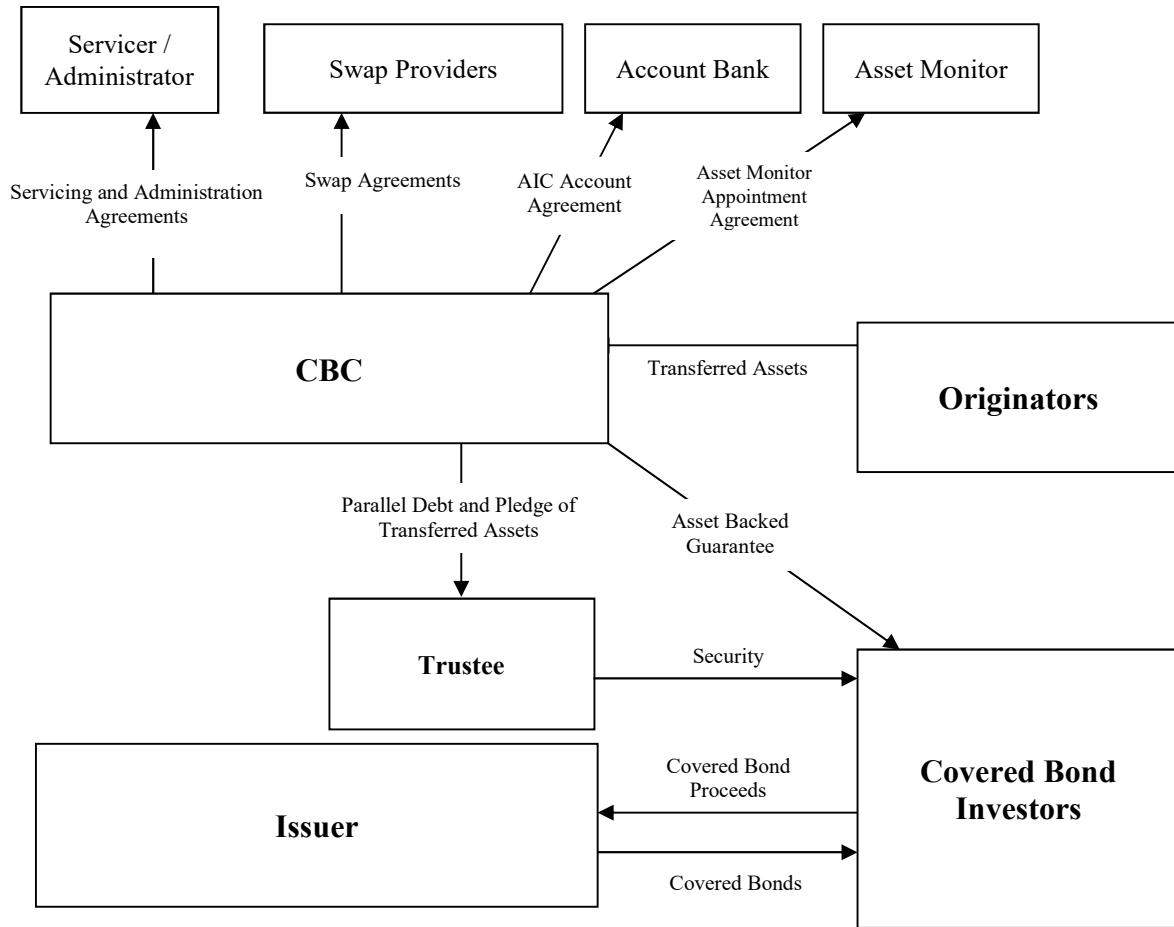 Servicer /
Administrator
Swap Providers
Account Bank
Asset Monitor
Servicing and Administration
Agreements
Swap Agreements
AIC Account
Agreement
Asset Monitor
Appointment
Agreement
CBC
Transferred Assets
Originators
Parallel Debt and Pledge of
Transferred Assets
Asset Backed
Guarantee
Trustee
Security
Covered Bond
Proceeds
Covered Bond
Investors
Issuer
Covered Bonds